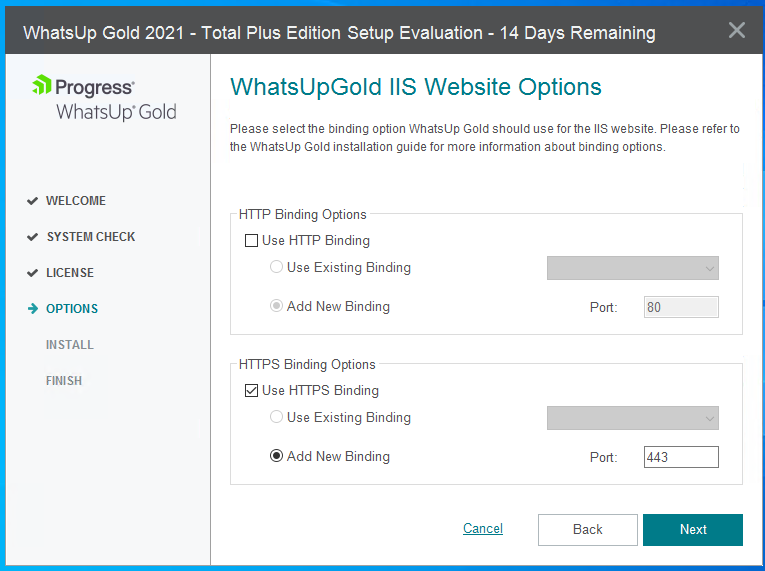 WhatsUp Gold 2021 - Total Plus Edition Setup Evaluation - 14 Days Remaining
Progress®
WhatsUp® Gold
WELCOME
SYSTEM CHECK
LICENSE
OPTIONS
INSTALL
FINISH
WhatsUpGold IIS Website Options
Please select the binding option WhatsUp Gold should use for the IIS website. Please refer to
the WhatsUp Gold installation guide for more information about binding options.
HTTP Binding Options
Use HTTP Binding
Use Existing Binding
Add New Binding Port: 80
HTTPS Binding Options
Use HTTPS Binding
Use Existing Binding
Add New Binding Port: 443
Cancel Back Next